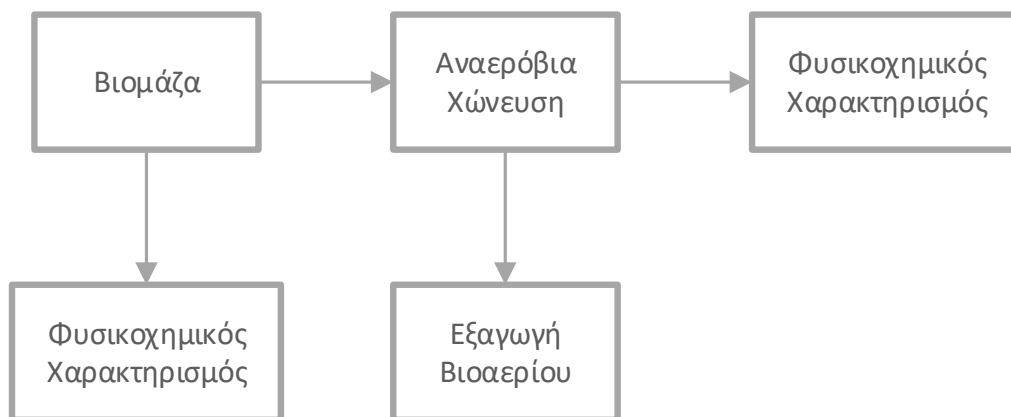 Βιομάζα
Αναερόβια
Χώνευση
Φυσικοχημικός
Χαρακτηρισμός
Φυσικοχημικός
Χαρακτηρισμός
Εξαγωγή
Βιοαερίου